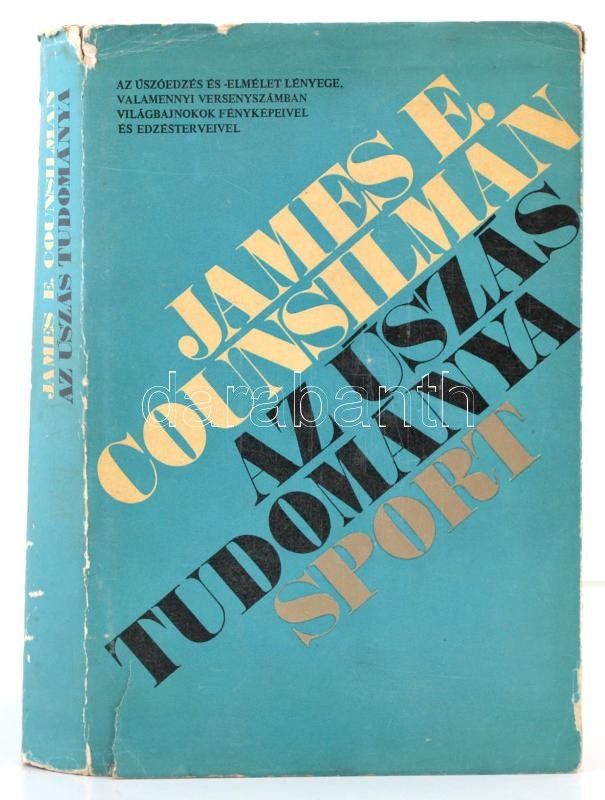 AZ ÚSZÓEDZÉS ÉS -ELMÉLET LÉNYEGE,
VALAMENNYI VERSENYSZÁMBAN
VILÁGBAJNOKOK FÉNYKÉPEIVEL
ÉS EDZÉSTERVEIVEL
JAMES E.
COUNSILMAN
AZ ÚSZÁS
TUDOMÁNYA
SPORT
JAMES E. COUNSILMAN
AZ ÚSZÁS TUDOMÁNYA
darabanth